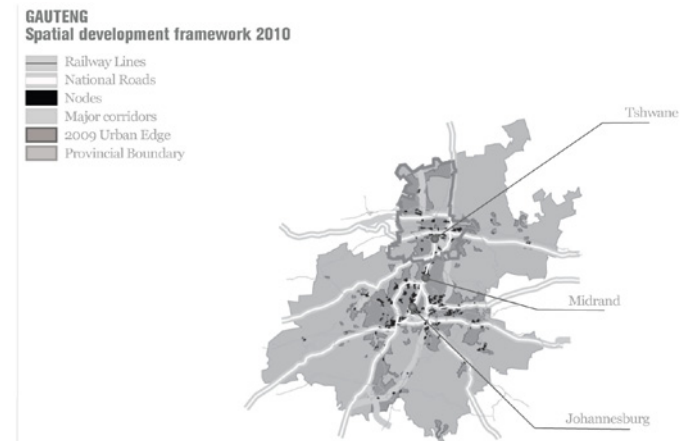 GAUTENG
Spatial development framework 2010
Railway Lines
National Roads
Nodes
Major corridors
2009 Urban Edge
Provincial Boundary
Tshwane
Midrand
Johannesburg